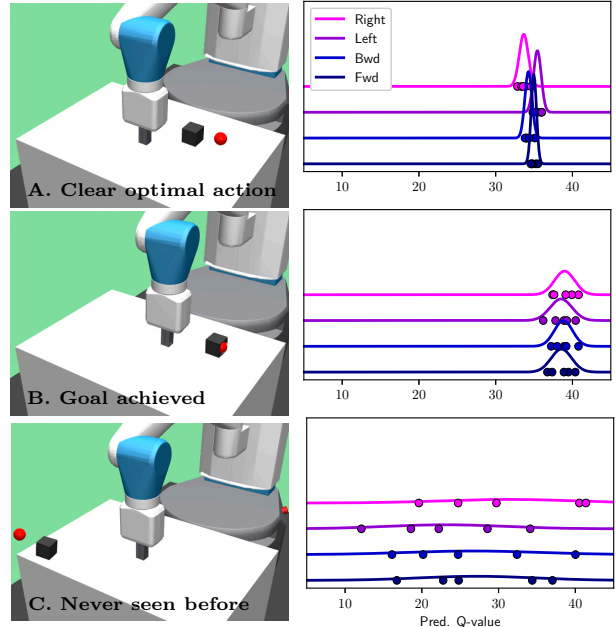 Right
Left
Bwd
Fwd
A. Clear optimal action
10 20 30 40
B. Goal achieved
10 20 30 40
C. Never seen before
10 20 30 40
Pred. Q-value